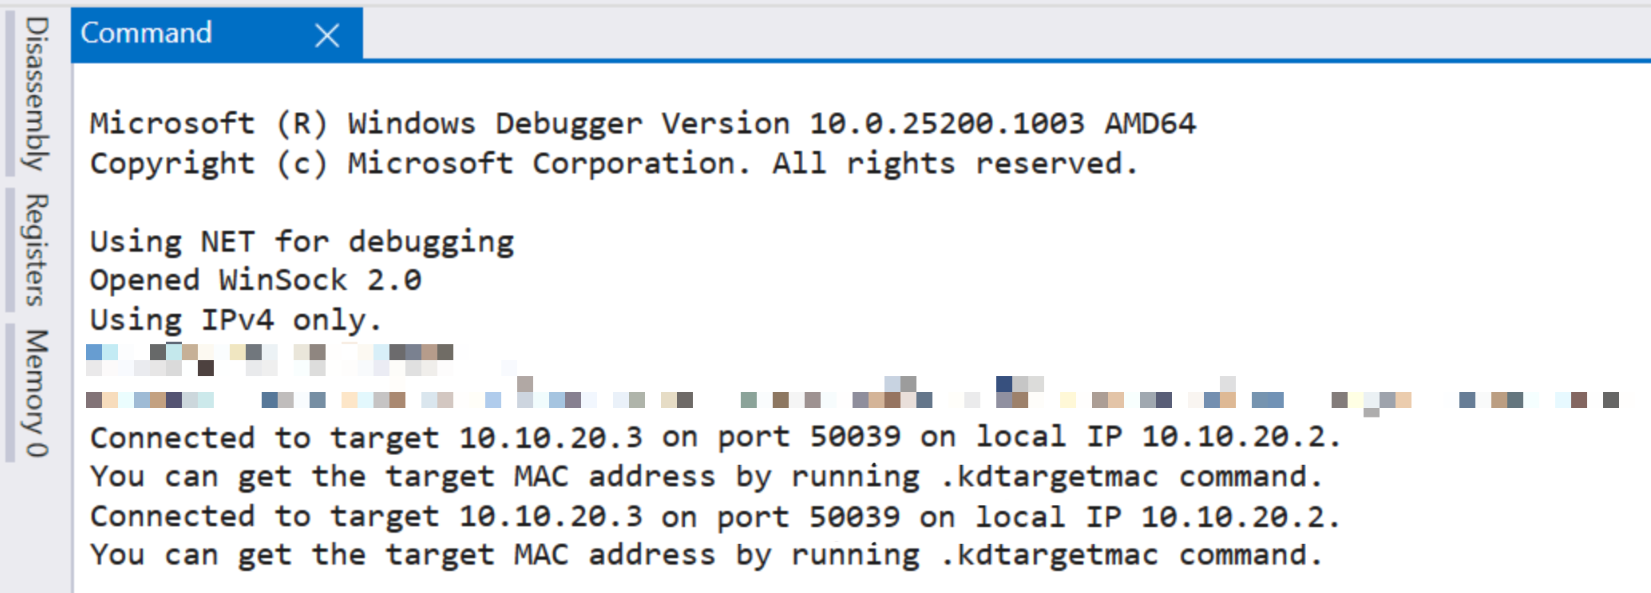 Disassembly
Registers
Memory 0
Command
Microsoft (R) Windows Debugger Version 10.0.25200.1003 AMD64
Copyright (c) Microsoft Corporation. All rights reserved.
Using NET for debugging
Opened WinSock 2.0
Using IPv4 only.
Connected to target 10.10.20.3 on port 50039 on local IP 10.10.20.2.
You can get the target MAC address by running .kdtargetmac command.
Connected to target 10.10.20.3 on port 50039 on local IP 10.10.20.2.
You can get the target MAC address by running .kdtargetmac command.